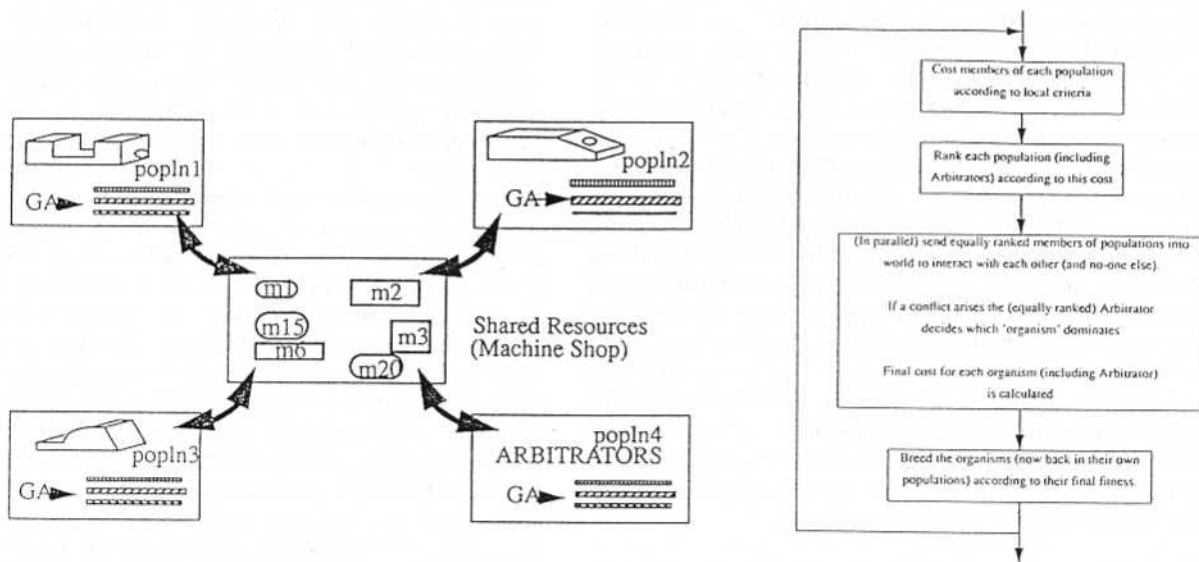 popln1
GA
popln2
GA
m1
m2
m15
m3
m6
m20
Shared Resources
(Machine Shop)
popln3
GA
popln4
ARBITRATORS
GA
Cost members of each population
according to local criteria
Rank each population (including
Arbitrators) according to this cost
(In parallel) send equally ranked members of populations into
world to interact with each other (and no-one else).
If a conflict arises the (equally ranked) Arbitrator
decides which "organism" dominates
Final cost for each organism (including Arbitrator)
is calculated
Breed the organisms (now back in their own
populations) according to their final fitness.